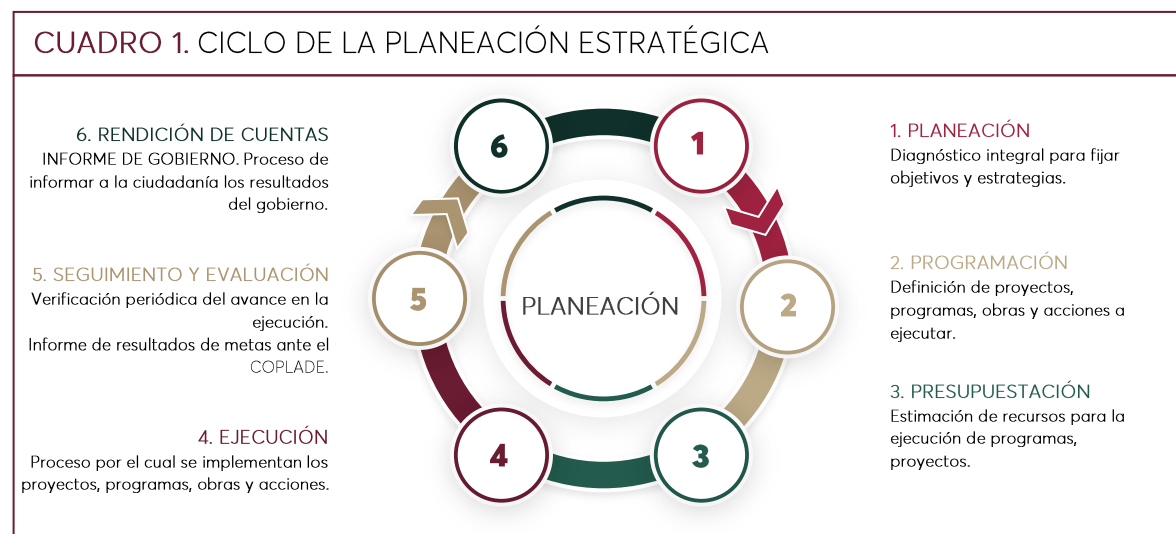 CUADRO 1. CICLO DE LA PLANEACIÓN ESTRATÉGICA
1. PLANEACIÓN
Diagnóstico integral para fijar
objetivos y estrategias.
2. PROGRAMACIÓN
Definición de proyectos,
programas, obras y acciones a
ejecutar.
3. PRESUPUESTACIÓN
Estimación de recursos para la
ejecución de programas,
proyectos.
4. EJECUCIÓN
Proceso por el cual se implementan los
proyectos, programas, obras y acciones.
5. SEGUIMIENTO Y EVALUACIÓN
Verificación periódica del avance en la
ejecución.
Informe de resultados de metas ante el
COPLADE.
6. RENDICIÓN DE CUENTAS
INFORME DE GOBIERNO. Proceso de
informar a la ciudadanía los resultados
del gobierno.
1
2
3
4
5
6
PLANEACIÓN